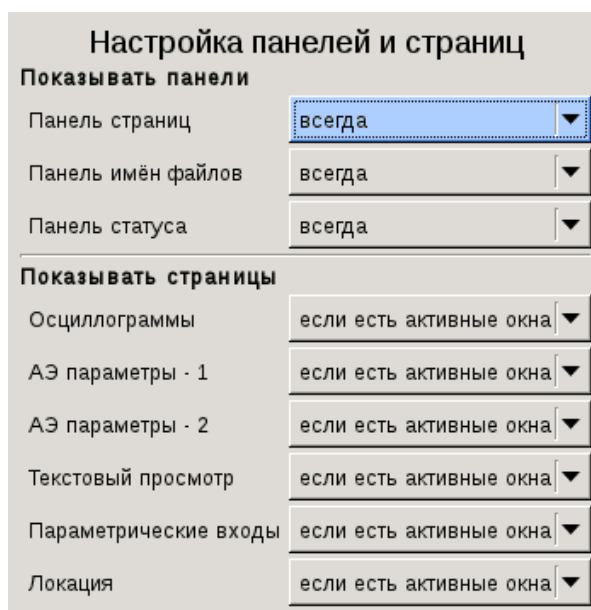 Настройка панелей и страниц
Показывать панели
Панель страниц всегда
Панель имён файлов всегда
Панель статуса всегда
Показывать страницы
Осциллограммы если есть активные окна
АЭ параметры - 1 если есть активные окна
АЭ параметры - 2 если есть активные окна
Текстовый просмотр если есть активные окна
Параметрические входы если есть активные окна
Локация если есть активные окна